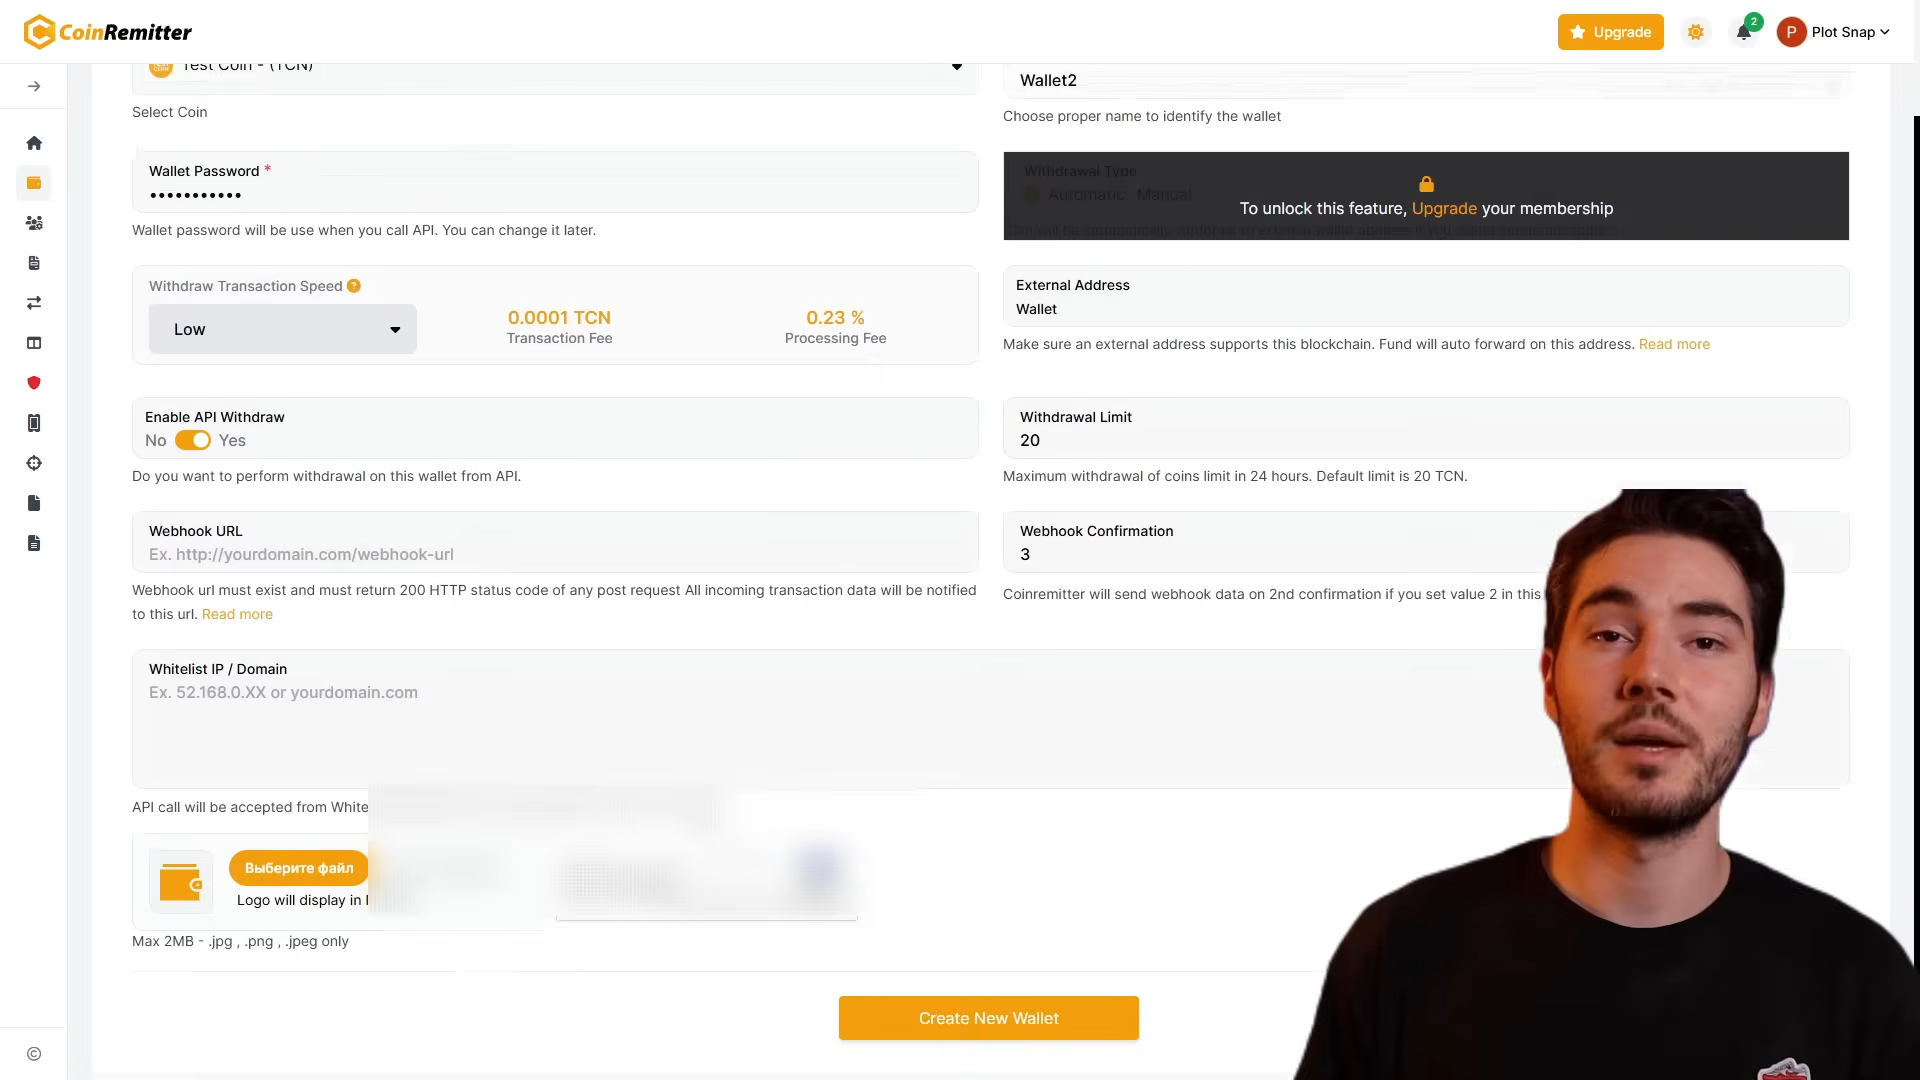 CoinRemitter
Upgrade
2
P
Plot Snap
Test Coin - (TCN)
Select Coin
Wallet2
Choose proper name to identify the wallet
Wallet Password *
•••••••••••
Wallet password will be use when you call API. You can change it later.
Withdrawal Type
Automatic Manual
To unlock this feature, Upgrade your membership
Withdraw Transaction Speed ?
Low
0.0001 TCN
Transaction Fee
0.23 %
Processing Fee
External Address
Wallet
Make sure an external address supports this blockchain. Fund will auto forward on this address. Read more
Enable API Withdraw
No Yes
Do you want to perform withdrawal on this wallet from API.
Withdrawal Limit
20
Maximum withdrawal of coins limit in 24 hours. Default limit is 20 TCN.
Webhook URL
Ex. http://yourdomain.com/webhook-url
Webhook url must exist and must return 200 HTTP status code of any post request All incoming transaction data will be notified
to this url. Read more
Webhook Confirmation
3
Coinremitter will send webhook data on 2nd confirmation if you set value 2 in this
Whitelist IP / Domain
Ex. 52.168.0.XX or yourdomain.com
API call will be accepted from White
Выберите файл
Logo will display in
Max 2MB - .jpg , .png , .jpeg only
Create New Wallet
©